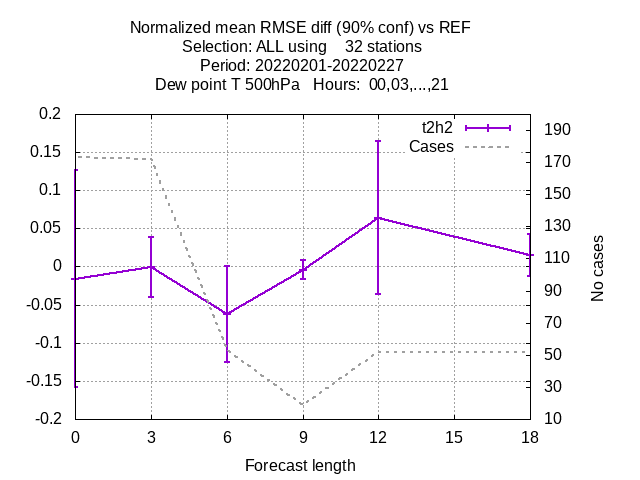 Normalized mean RMSE diff (90% conf) vs REF
Selection: ALL using    32 stations
Period: 20220201-20220227
Dew point T 500hPa   Hours:  00,03,...,21
t2h2
Cases
0.2
0.15
0.1
0.05
0
-0.05
-0.1
-0.15
-0.2
190
170
150
130
110
90
70
50
30
10
No cases
0 3 6 9 12 15 18
Forecast length